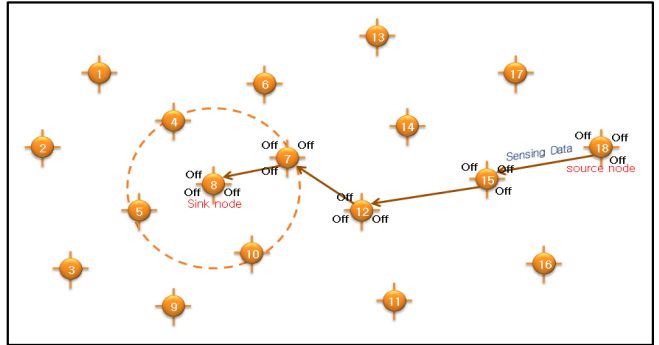 13
1
17
6
4
14
Off Off
2
Off Off
18
Off
source node
Sensing Data
Off Off
7
Off
Off
8
Off Off
Sink node
Off Off
15
Off
Off
12
Off Off
5
10
3
16
9
11